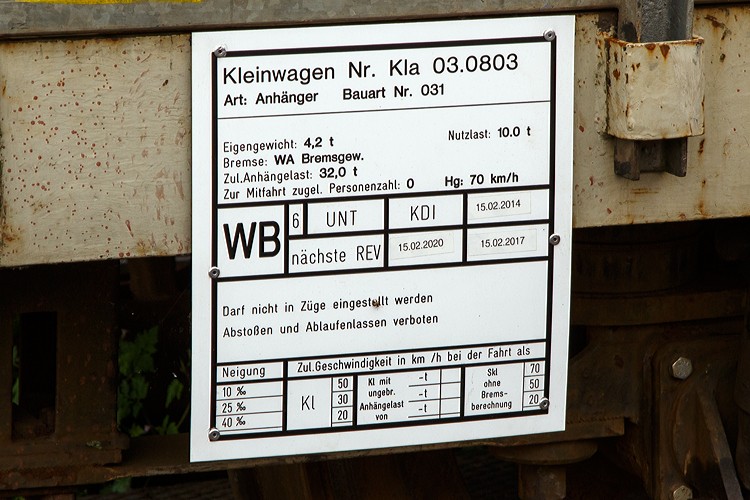 Kleinwagen Nr. Kla 03.0803
Art: Anhänger Bauart Nr. 031
Eigengewicht: 4,2 t Nutzlast: 10.0 t
Bremse: WA Bremsgew.
Zul.Anhängelast: 32,0 t
Zur Mitfahrt zugel. Personenzahl: 0 Hg: 70 km/h
WB 6 UNT KDI 15.02.2014
nächste REV 15.02.2020 15.02.2017
Darf nicht in Züge eingestellt werden
Abstoßen und Ablaufenlassen verboten
Neigung Zul.Geschwindigkeit in km /h bei der Fahrt als
10 ‰ Kl 50 Kl mit ungebr. Anhängelast von –t Skl ohne Brems- berechnung 70
25 ‰ 30 –t 50
40 ‰ 20 –t 20